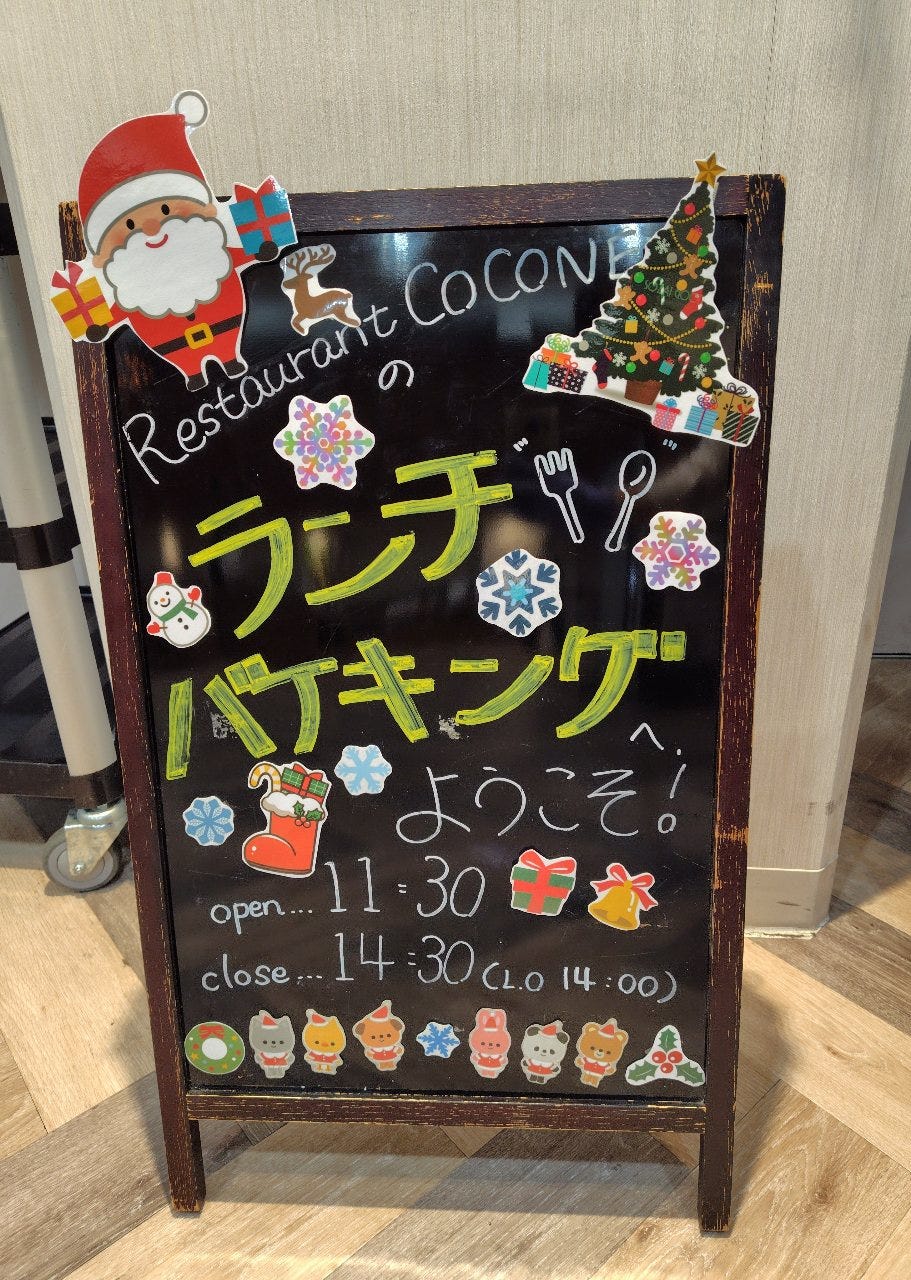 Restaurant COCONE
の
ランチ
バケキング
へ.
ようこそ!
open... 11:30
close... 14:30 (L.O 14:00)